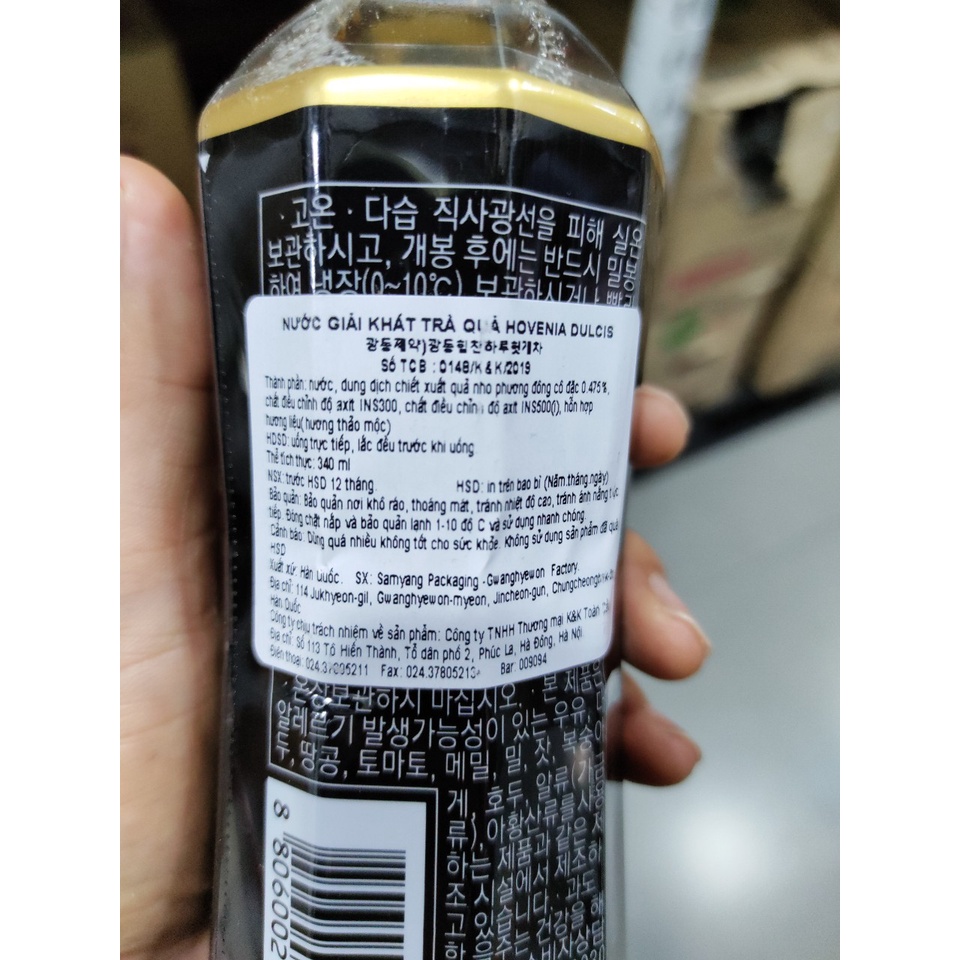 · 고온 · 다습 직사광선을 피해 실온
보관하시고, 개봉 후에는 반드시 밀봉
하여 냉장(0~10℃) 보관하시거나 빨리
NƯỚC GIẢI KHÁT TRÀ QUẢ HOVENIA DULCIS
광동제약)광동힘찬하루헛개차
Số TCB : 0148/K & K/2019
Thành phần: nước, dung dịch chiết xuất quả nho phương đông cô đặc 0.475%,
chất điều chỉnh độ axít INS300, chất điều chỉnh độ axít INS500(), hỗn hợp
hương liệu( hương thảo mộc)
HDSD: uống trực tiếp, lắc đều trước khi uống
Thể tích thực: 340 ml
NSX: trước HSD 12 tháng HSD: in trên bao bì (Năm.tháng.ngày)
Bảo quản: Bảo quản nơi khô ráo, thoáng mát, tránh nhiệt độ cao, tránh ánh nắng trực
tiếp. Đóng chặt nắp và bảo quản lạnh 1-10 độ C và sử dụng nhanh chóng.
Cảnh báo: Dùng quá nhiều không tốt cho sức khỏe. Không sử dụng sản phẩm đã quá
HSD
Xuất xứ: Hàn Quốc. SX: Samyang Packaging -Gwanghyewon Factory.
Địa chỉ: 114 Jukhyeon-gil, Gwanghyewon-myeon, Jincheon-gun,
Hàn Quốc
Công ty chịu trách nhiệm về sản phẩm: Công ty TNHH Thương mại K&K Toàn Cầu
Địa chỉ: Số 113 Tô Hiến Thành, Tổ dân phố 2, Phúc La, Hà Đông, Hà Nội.
Điện thoại: Fax: Bar: 009094
온장보관하지 마십시오. · 본 제품은
알레르기 발생가능성이 있는 우유,
두, 땅콩, 토마토, 메밀, 밀, 잣, 복숭아
게, 호두, 알류(가금
류), 아황산류를 사용
하는 제품과 같은
시설에서 제조하
8 806002